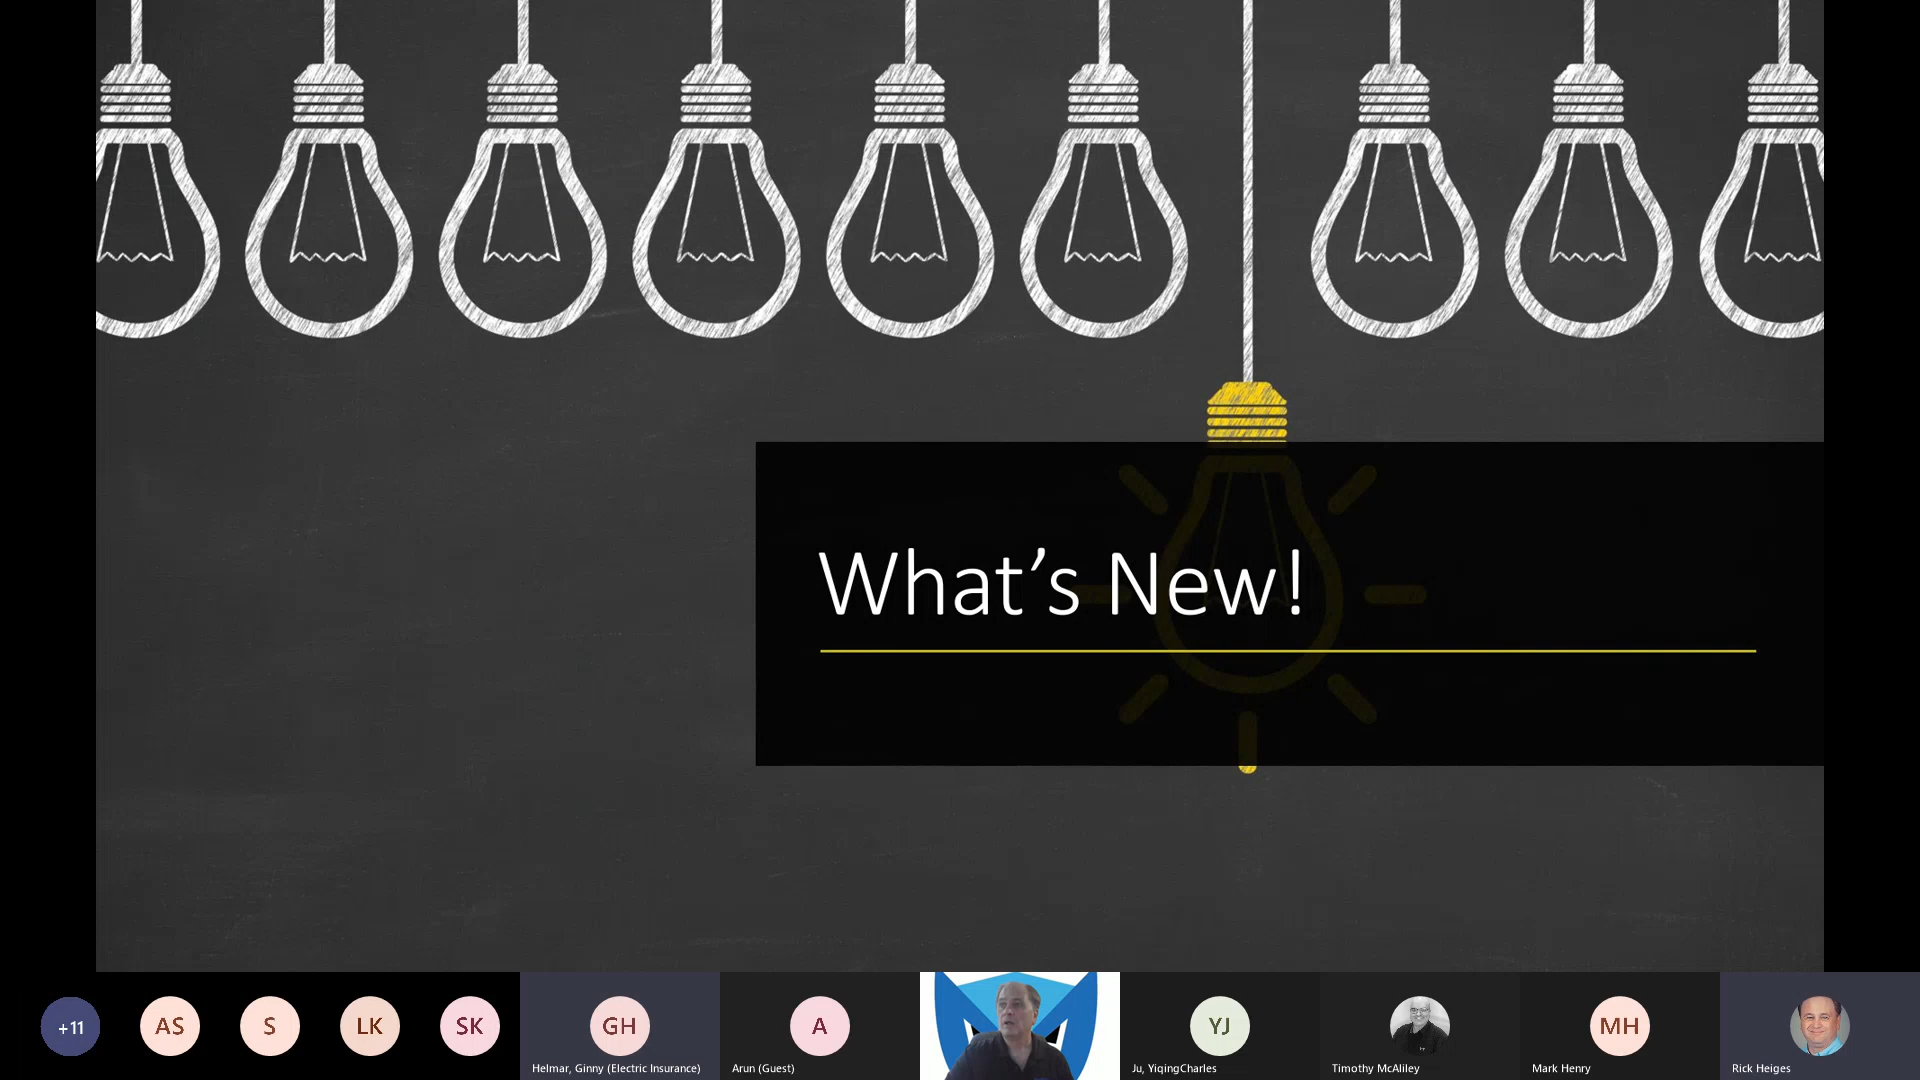 What’s New!
+11
AS
S
LK
SK
GH
Helmar, Ginny (Electric Insurance)
A
Arun (Guest)
YJ
Ju, YiqingCharles
Timothy McAliley
MH
Mark Henry
Rick Heiges